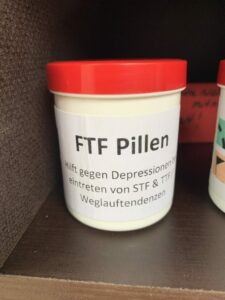 FTF Pillen
Hilft gegen Depressionen
eintreten von STF & TTF
Weglauftendenzen